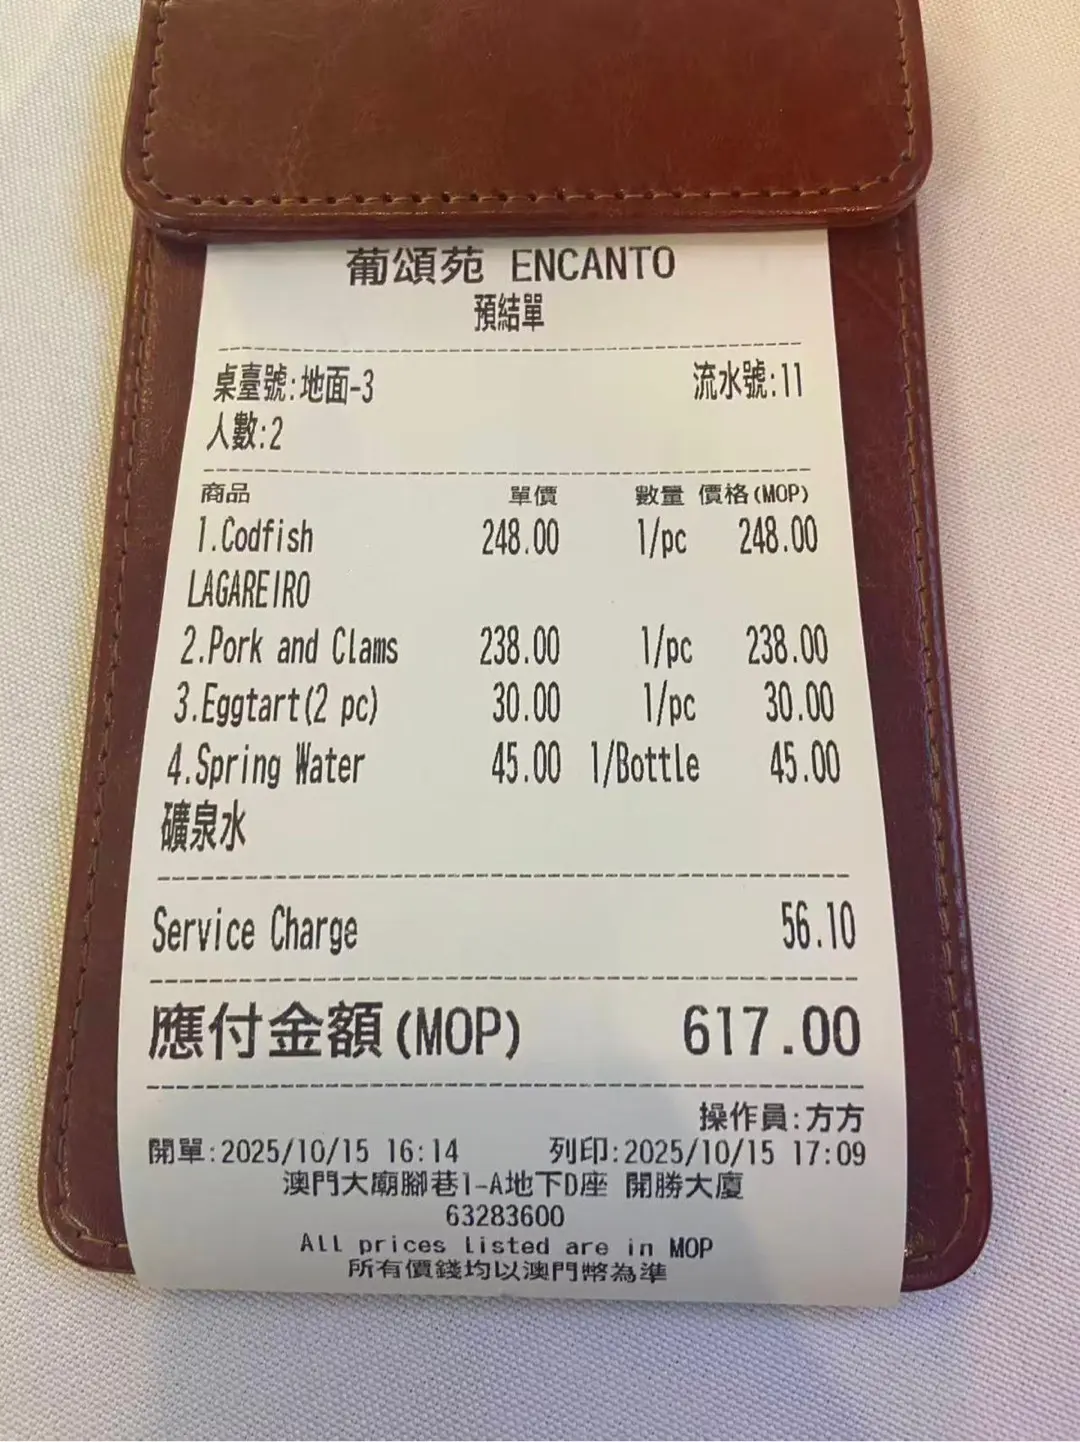 葡頌苑 ENCANTO
預結單
桌臺號:地面-3 流水號:11
人數:2
商品 單價 數量 價格(MOP)
1.Codfish 248.00 1/pc 248.00
LAGAREIRO
2.Pork and Clams 238.00 1/pc 238.00
3.Eggtart(2 pc) 30.00 1/pc 30.00
4.Spring Water 45.00 1/Bottle 45.00
礦泉水
Service Charge 56.10
應付金額(MOP) 617.00
操作員:方方
開單:2025/10/15 16:14 列印:2025/10/15 17:09
澳門大廟腳巷1-A地下D座 開勝大廈
63283600
All prices listed are in MOP
所有價錢均以澳門幣為準